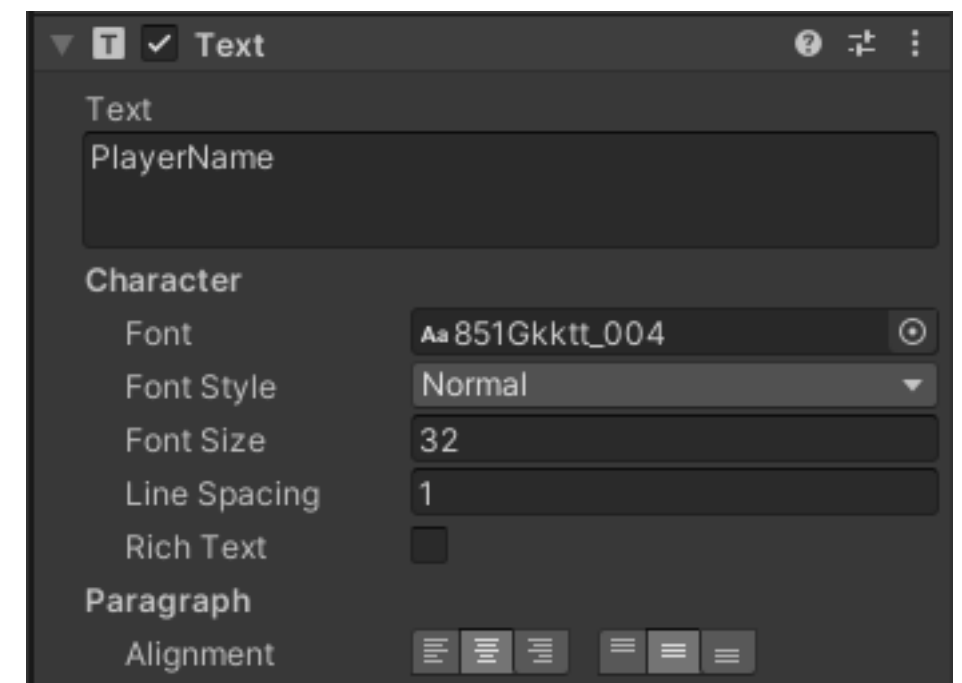 Text
Text
PlayerName
Character
Font Aa 851Gkktt_004
Font Style Normal
Font Size 32
Line Spacing 1
Rich Text
Paragraph
Alignment